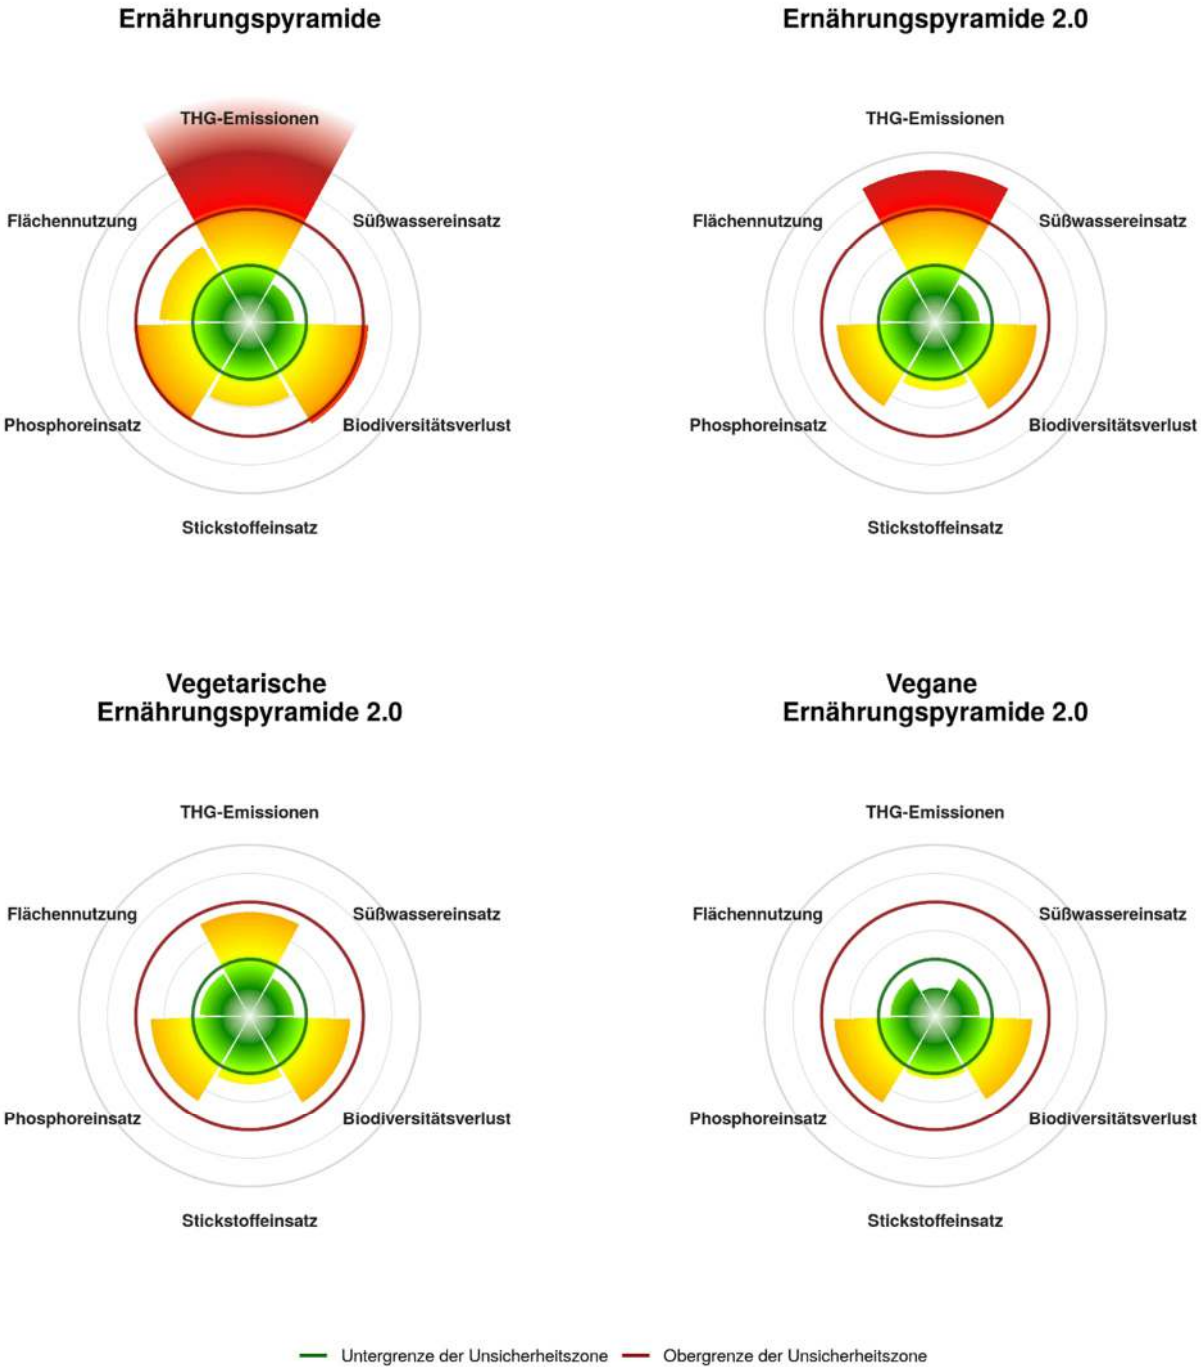 Ernährungspyramide
THG-Emissionen
Flächennutzung
Süßwassereinsatz
Phosphoreinsatz
Biodiversitätsverlust
Stickstoffeinsatz
Ernährungspyramide 2.0
THG-Emissionen
Flächennutzung
Süßwassereinsatz
Phosphoreinsatz
Biodiversitätsverlust
Stickstoffeinsatz
Vegetarische
Ernährungspyramide 2.0
THG-Emissionen
Flächennutzung
Süßwassereinsatz
Phosphoreinsatz
Biodiversitätsverlust
Stickstoffeinsatz
Vegane
Ernährungspyramide 2.0
THG-Emissionen
Flächennutzung
Süßwassereinsatz
Phosphoreinsatz
Biodiversitätsverlust
Stickstoffeinsatz
Untergrenze der Unsicherheitszone
Obergrenze der Unsicherheitszone